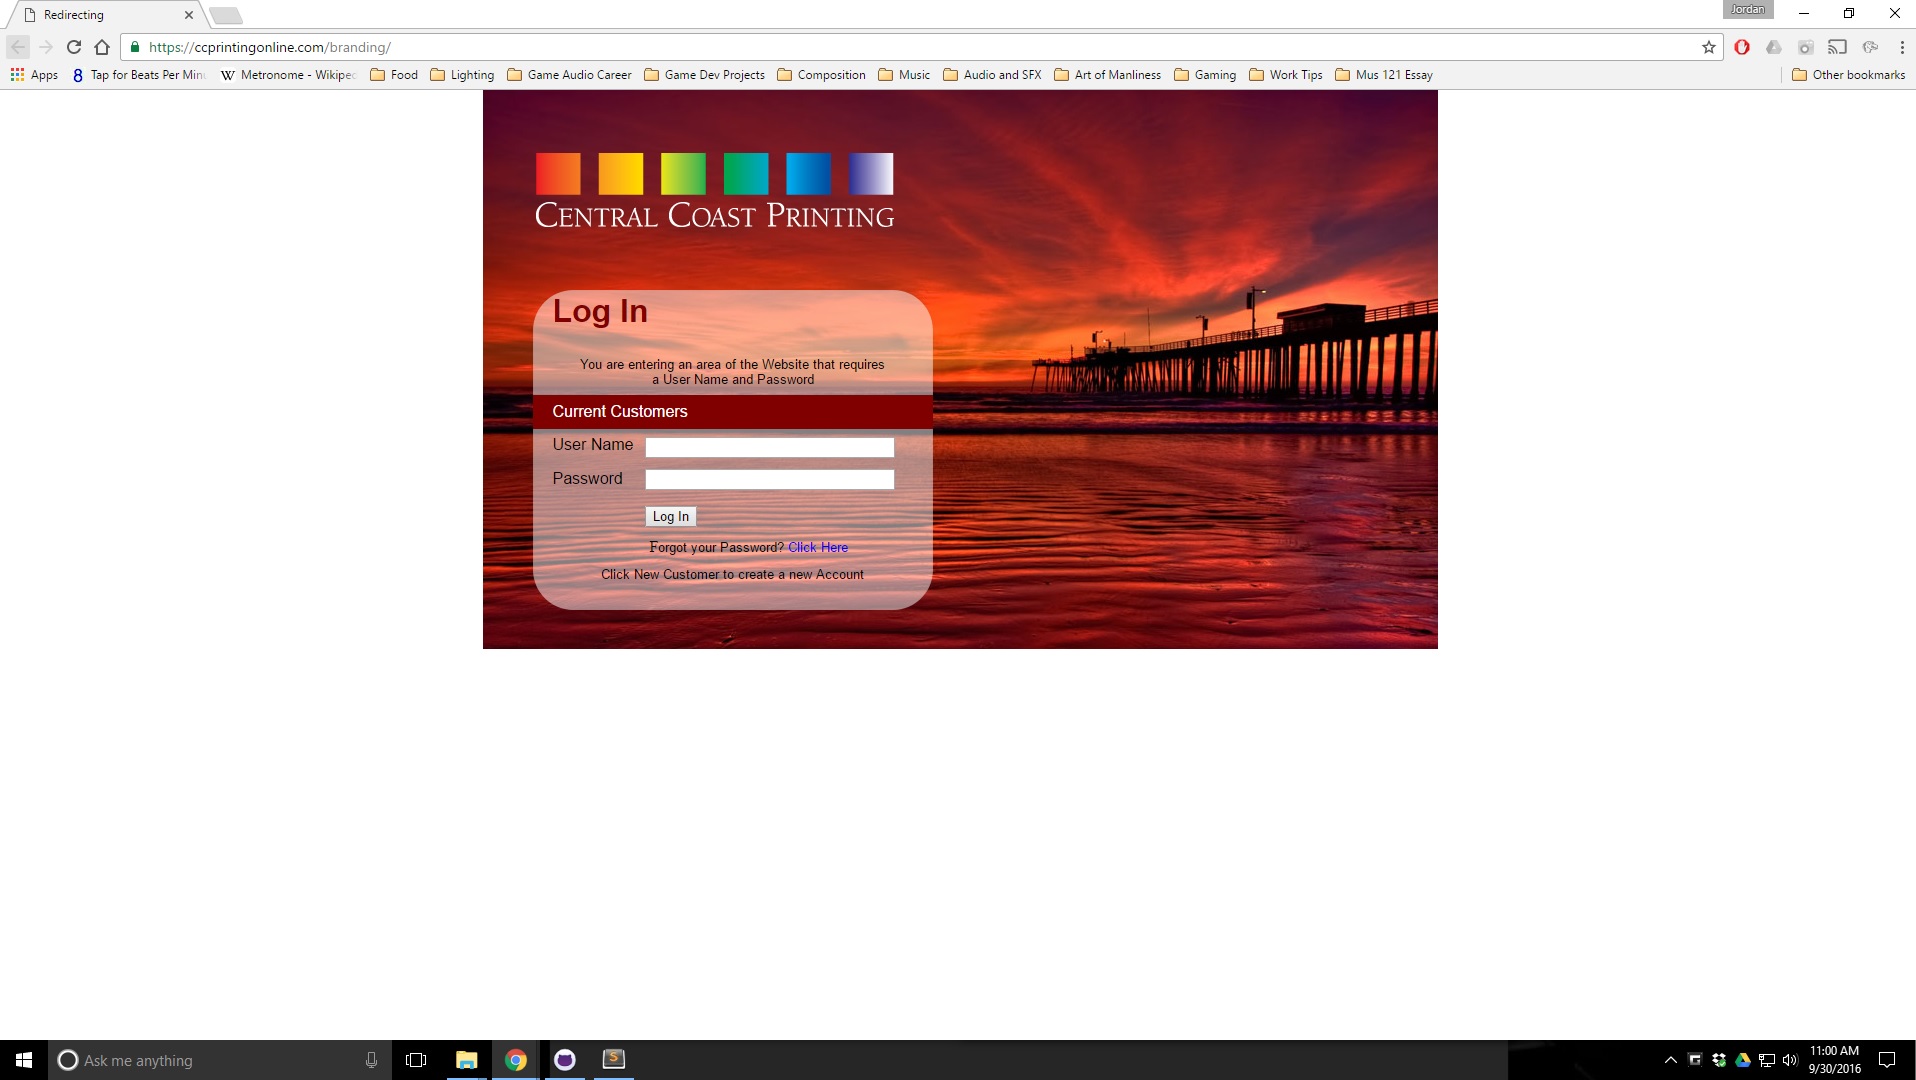 Redirecting
Jordan
https://ccprintingonline.com/branding/
Apps
8 Tap for Beats Per Min
W Metronome - Wikipe
Food
Lighting
Game Audio Career
Game Dev Projects
Composition
Music
Audio and SFX
Art of Manliness
Gaming
Work Tips
Mus 121 Essay
Other bookmarks
CENTRAL COAST PRINTING
Log In
You are entering an area of the Website that requires
a User Name and Password
Current Customers
User Name
Password
Log In
Forgot your Password? Click Here
Click New Customer to create a new Account
Ask me anything
S
11:00 AM
9/30/2016